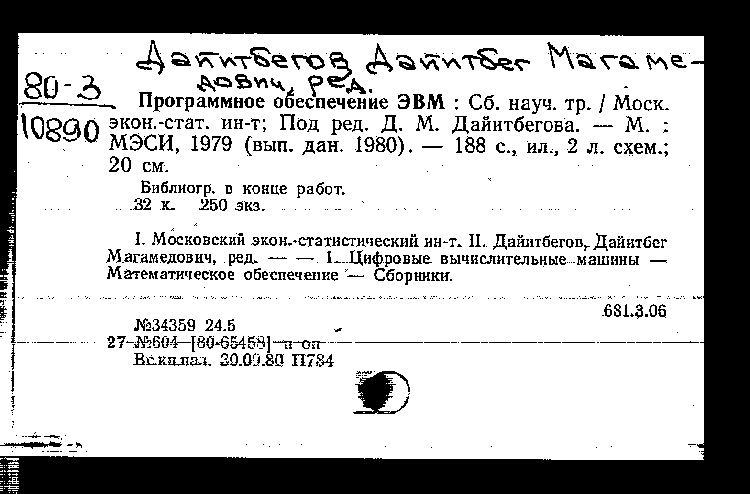 Дайитбегов Дайитбег Магаме-
дович, ред.
80-3
10890
Программное обеспечение ЭВМ : Сб. науч. тр. / Моск.
экон.-стат. ин-т; Под ред. Д. М. Дайитбегова. — М. :
МЭСИ, 1979 (вып. дан. 1980). — 188 с., ил., 2 л. схем.;
20 см.
Библиогр. в конце работ.
32 к. 250 экз.
I. Московский экон.-статистический ин-т. II. Дайитбегов, Дайитбег
Магамедович, ред. — — 1. Цифровые вычислительные машины —
Математическое обеспечение — Сборники.
681.3.06
№34359 24.5
27 №604 [80-65458] п оп
Вс.кн.пал. 30.09.80 П784